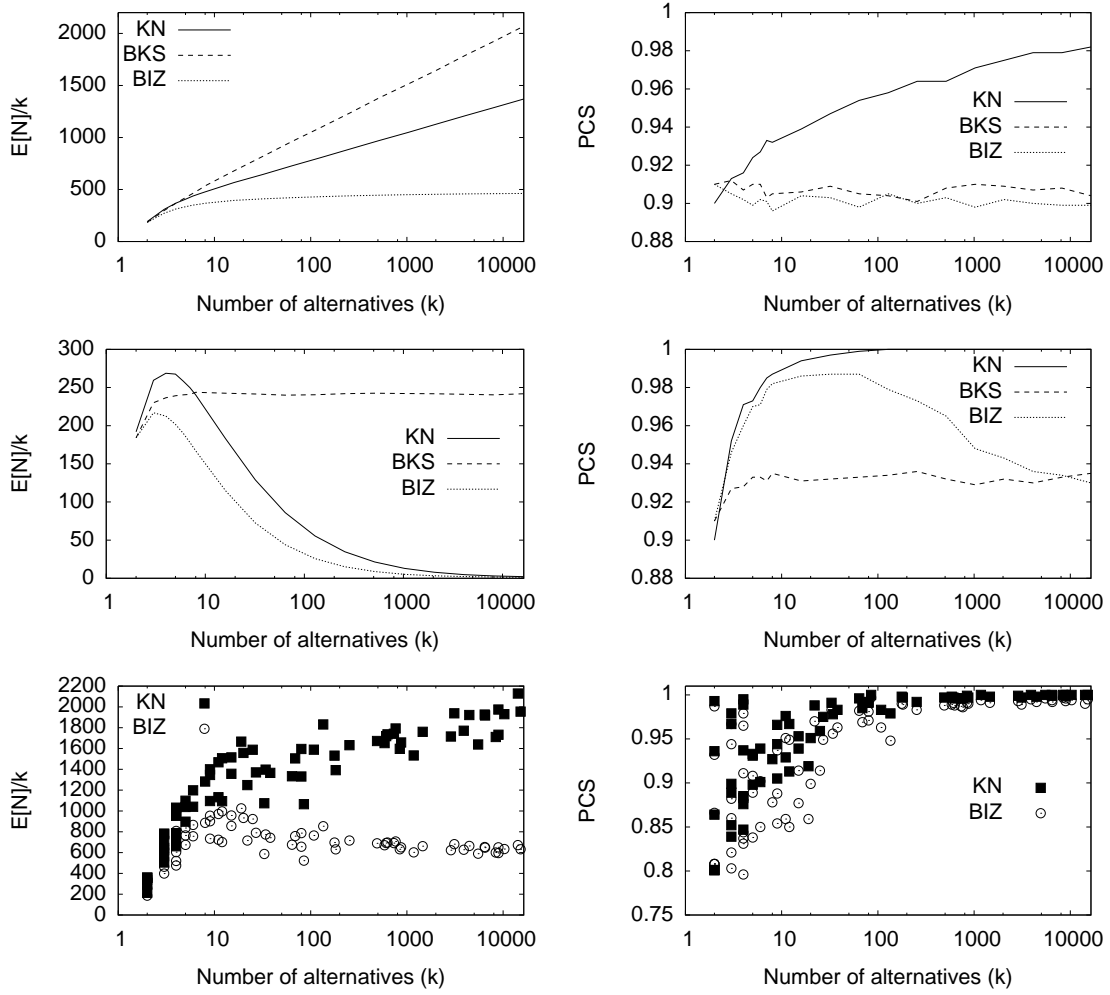 E[N]/k
2000
1500
1000
500
0
KN
BKS
BIZ
1 10 100 1000 10000
Number of alternatives (k)
PCS
1
0.98
0.96
0.94
0.92
0.9
0.88
KN
BKS
BIZ
1 10 100 1000 10000
Number of alternatives (k)
E[N]/k
300
250
200
150
100
50
0
KN
BKS
BIZ
1 10 100 1000 10000
Number of alternatives (k)
PCS
1
0.98
0.96
0.94
0.92
0.9
0.88
KN
BKS
BIZ
1 10 100 1000 10000
Number of alternatives (k)
E[N]/k
2200
2000
1800
1600
1400
1200
1000
800
600
400
200
0
KN
BIZ
1 10 100 1000 10000
Number of alternatives (k)
PCS
1
0.95
0.9
0.85
0.8
0.75
KN
BIZ
1 10 100 1000 10000
Number of alternatives (k)